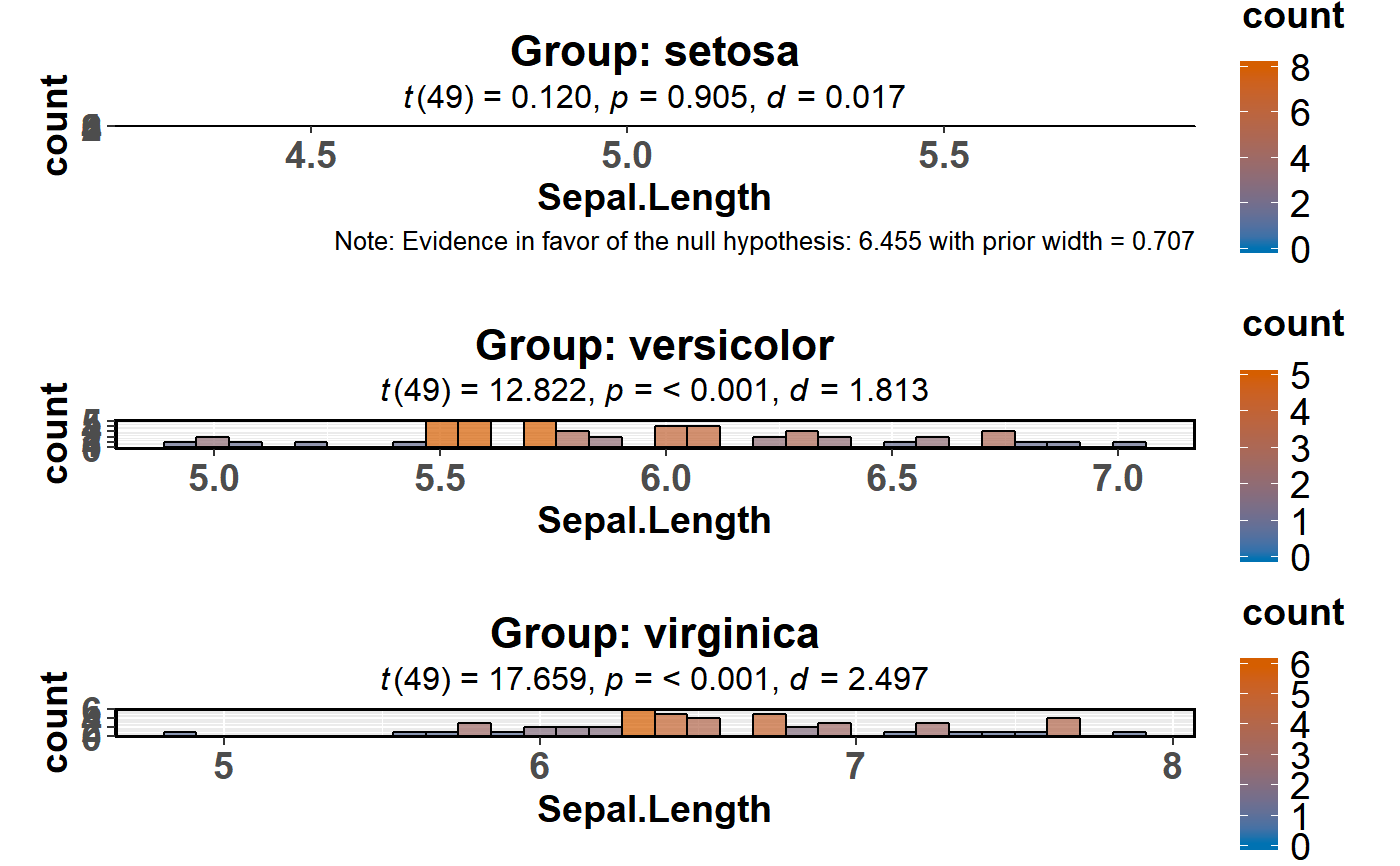 count
Group: setosa
t(49) = 0.120, p = 0.905, d = 0.017
count
8
6
4
2
0
4.5 5.0 5.5
Sepal.Length
Note: Evidence in favor of the null hypothesis: 6.455 with prior width = 0.707
count
Group: versicolor
t(49) = 12.822, p = < 0.001, d = 1.813
count
5
4
3
2
1
0
5.0 5.5 6.0 6.5 7.0
Sepal.Length
count
Group: virginica
t(49) = 17.659, p = < 0.001, d = 2.497
count
6
5
4
3
2
1
0
5 6 7 8
Sepal.Length